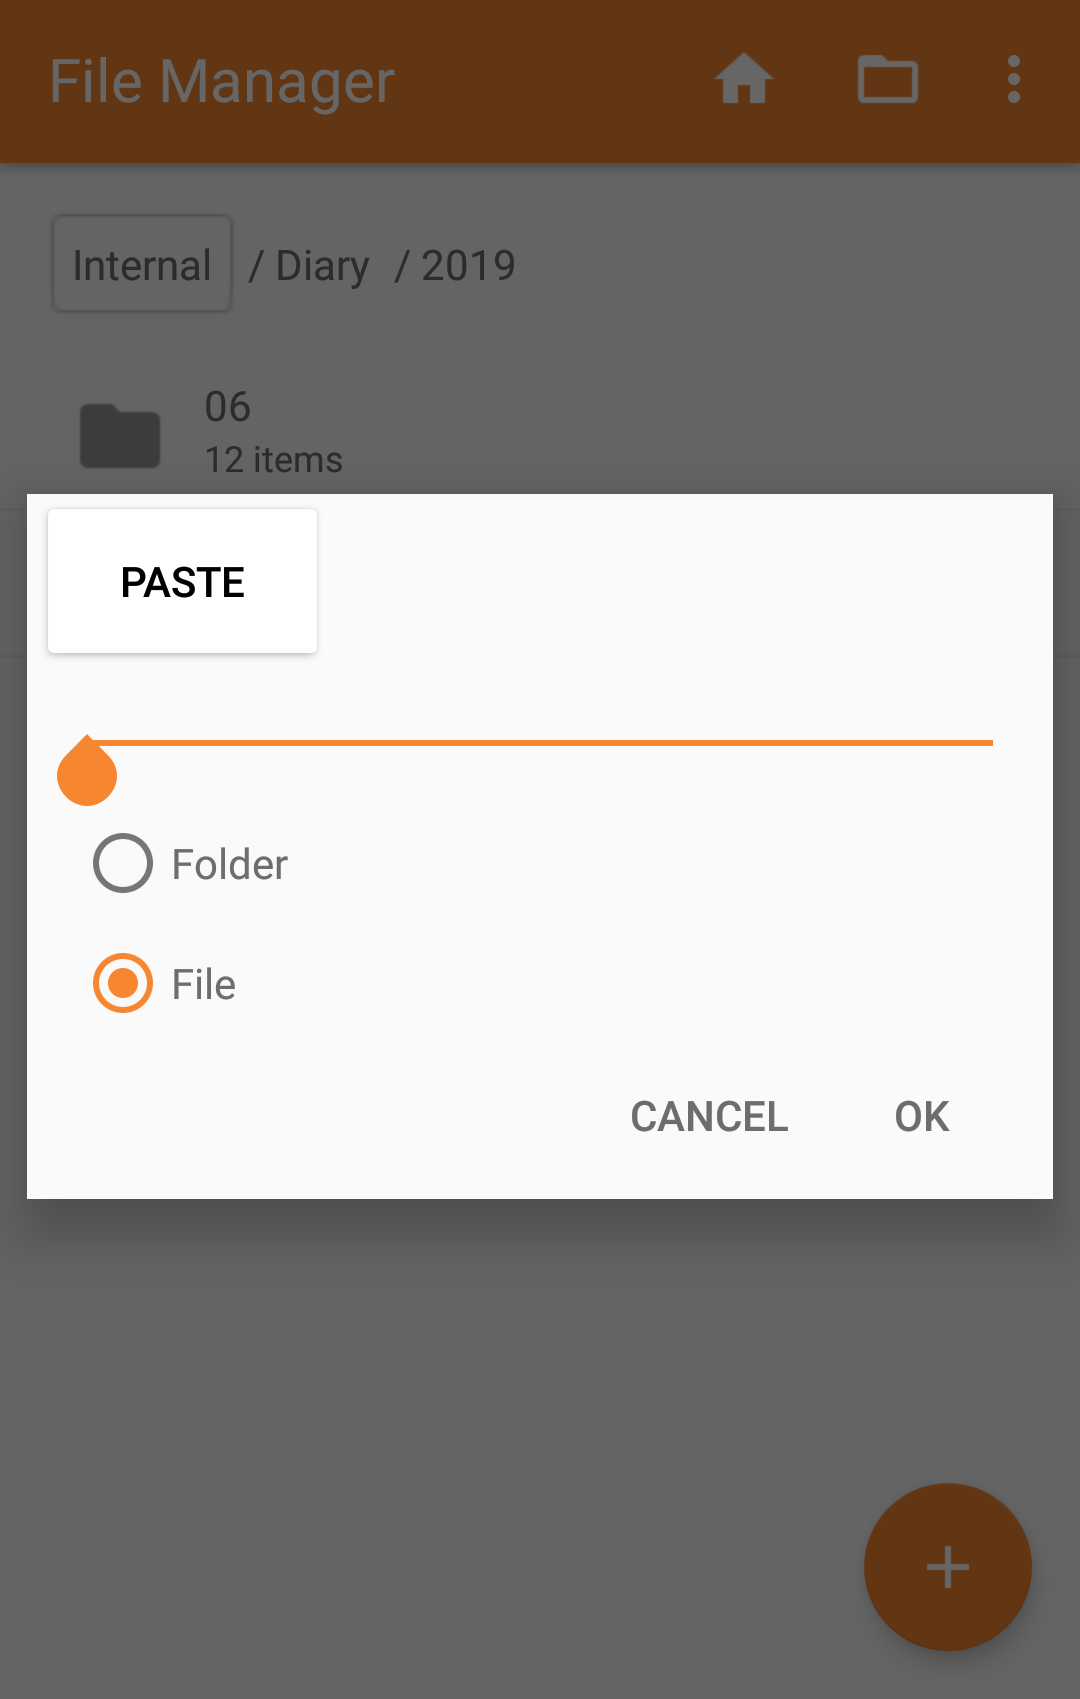 File Manager
Internal / Diary / 2019
06
12 items
PASTE
Folder
File
CANCEL OK